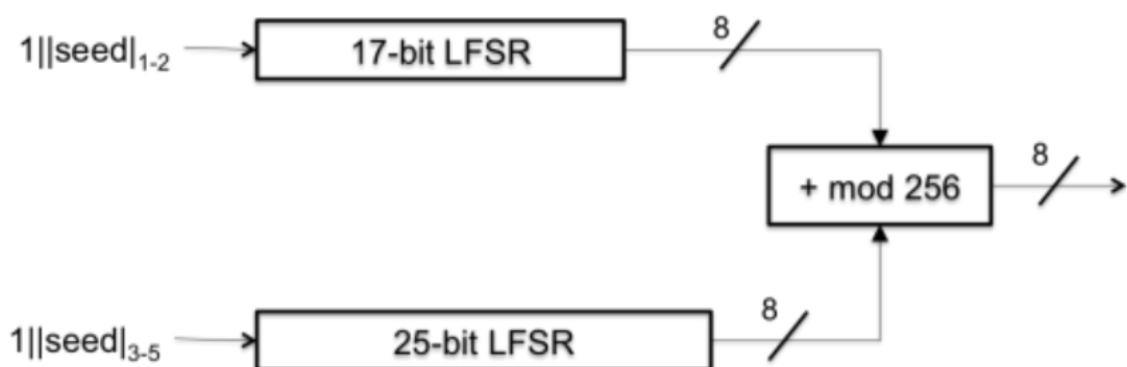 1||seed|1-2
17-bit LFSR
8
+ mod 256
8
1||seed|3-5
25-bit LFSR
8